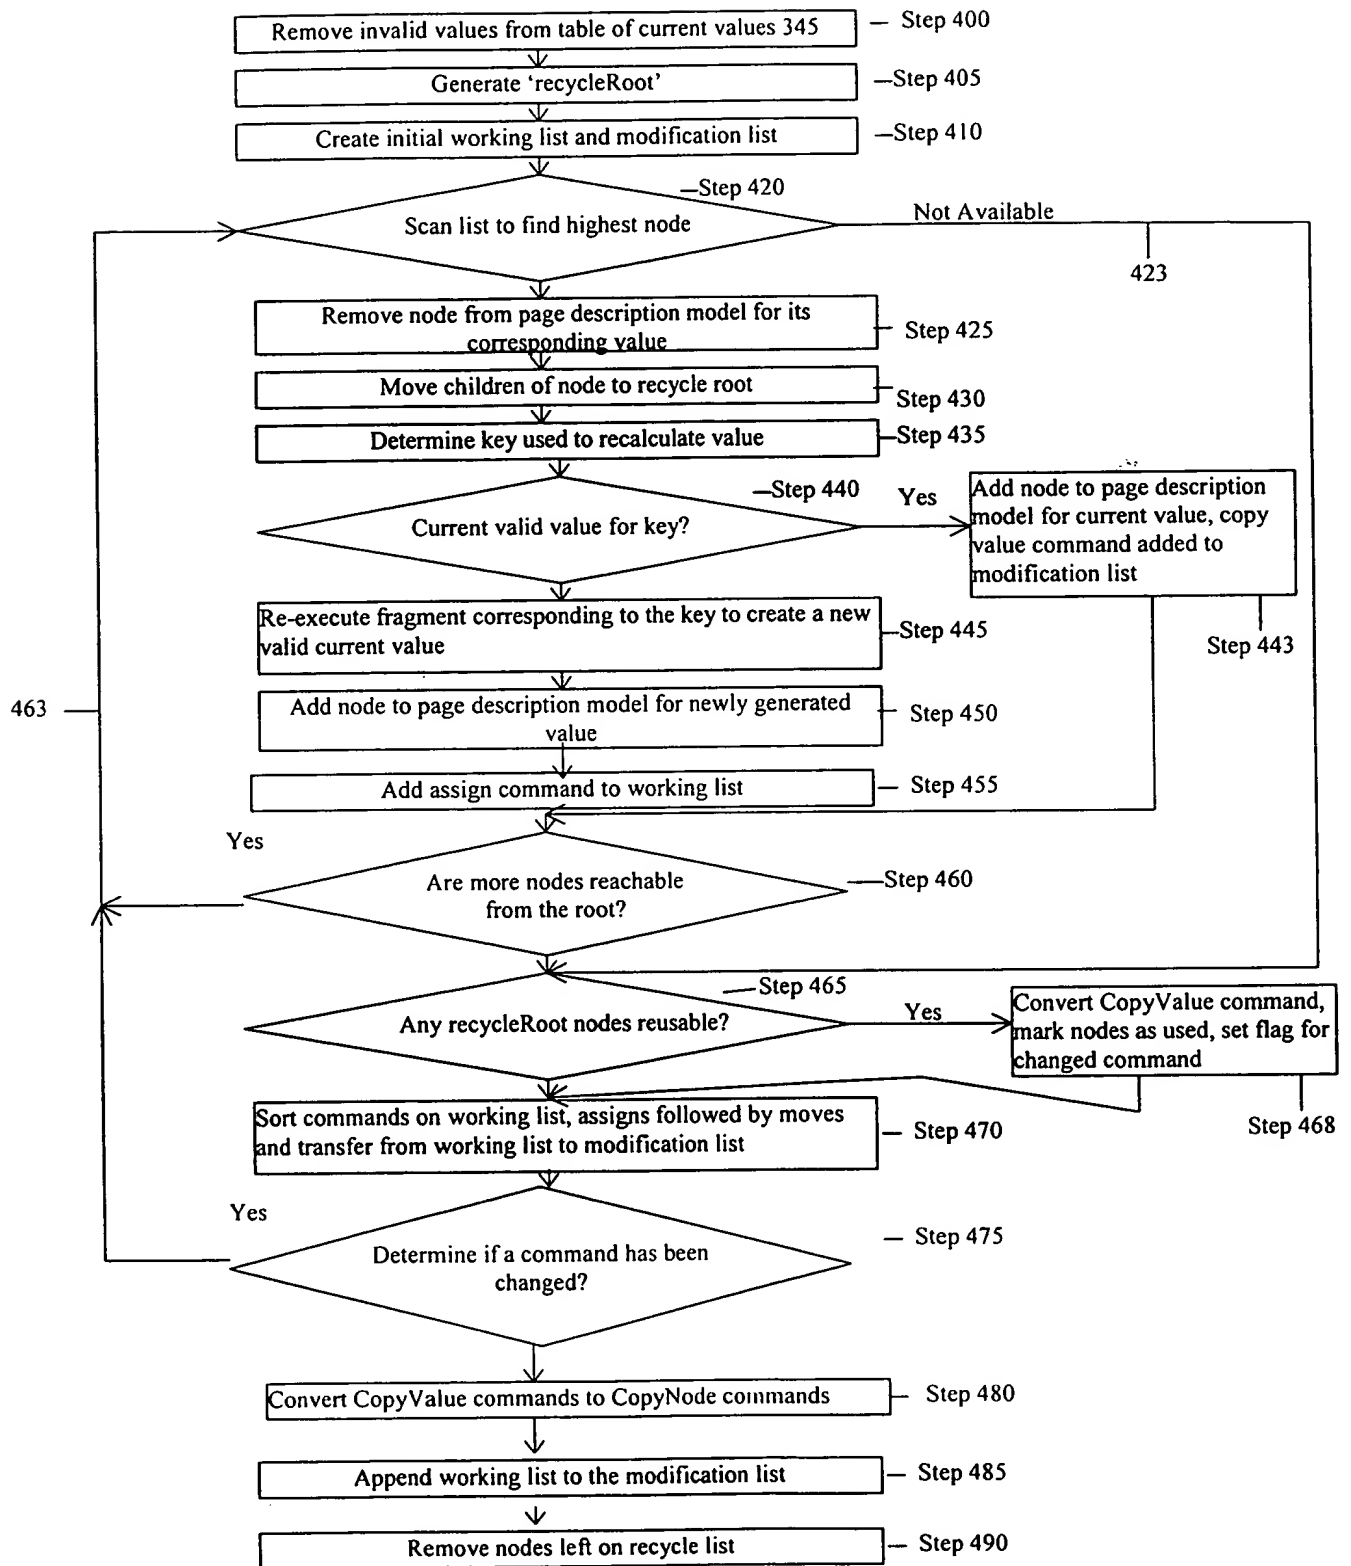 Remove invalid values from table of current values 345
— Step 400
Generate ‘recycleRoot’
—Step 405
Create initial working list and modification list
—Step 410
—Step 420
Scan list to find highest node
Not Available
423
Remove node from page description model for its
corresponding value
Step 425
Move children of node to recycle root
Step 430
Determine key used to recalculate value
—Step 435
—Step 440
Yes
Current valid value for key?
Add node to page description
model for current value, copy
value command added to
modification list
Step 443
Re-execute fragment corresponding to the key to create a new
valid current value
—Step 445
463
Add node to page description model for newly generated
value
Step 450
Add assign command to working list
— Step 455
Yes
Are more nodes reachable
from the root?
—Step 460
—Step 465
Any recycleRoot nodes reusable?
Yes
Convert CopyValue command,
mark nodes as used, set flag for
changed command
Step 468
Sort commands on working list, assigns followed by moves
and transfer from working list to modification list
— Step 470
Yes
Determine if a command has been
changed?
— Step 475
Convert CopyValue commands to CopyNode commands
— Step 480
Append working list to the modification list
— Step 485
Remove nodes left on recycle list
— Step 490